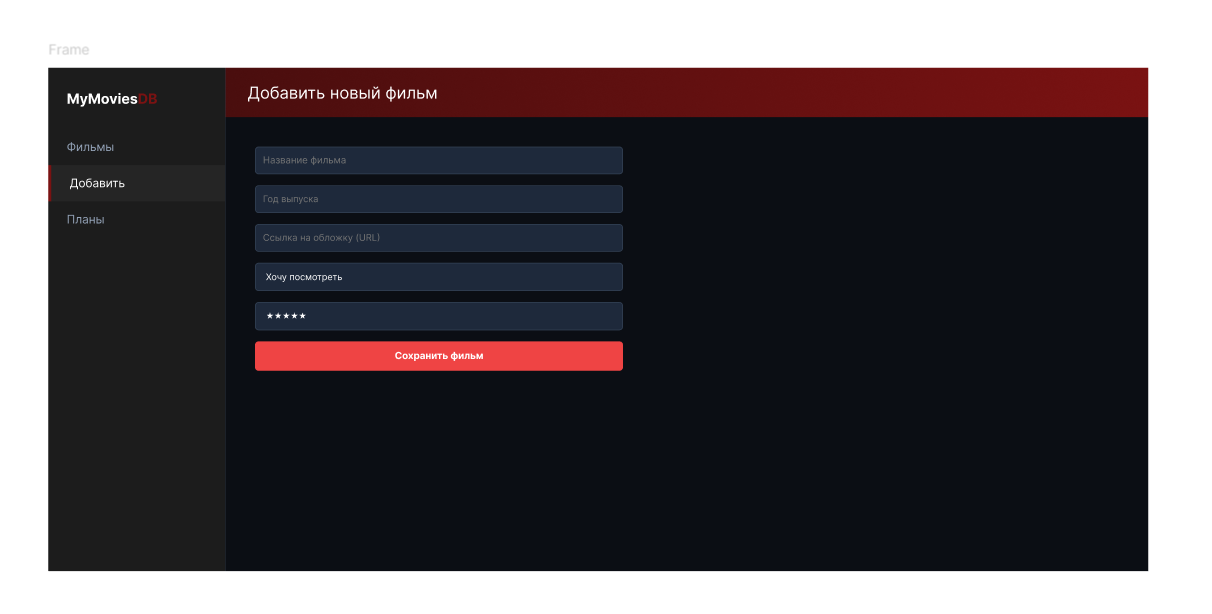 Frame
MyMoviesDB
Добавить новый фильм
Фильмы
Добавить
Планы
Название фильма
Год выпуска
Ссылка на обложку (URL)
Хочу посмотреть
★★★★★
Сохранить фильм